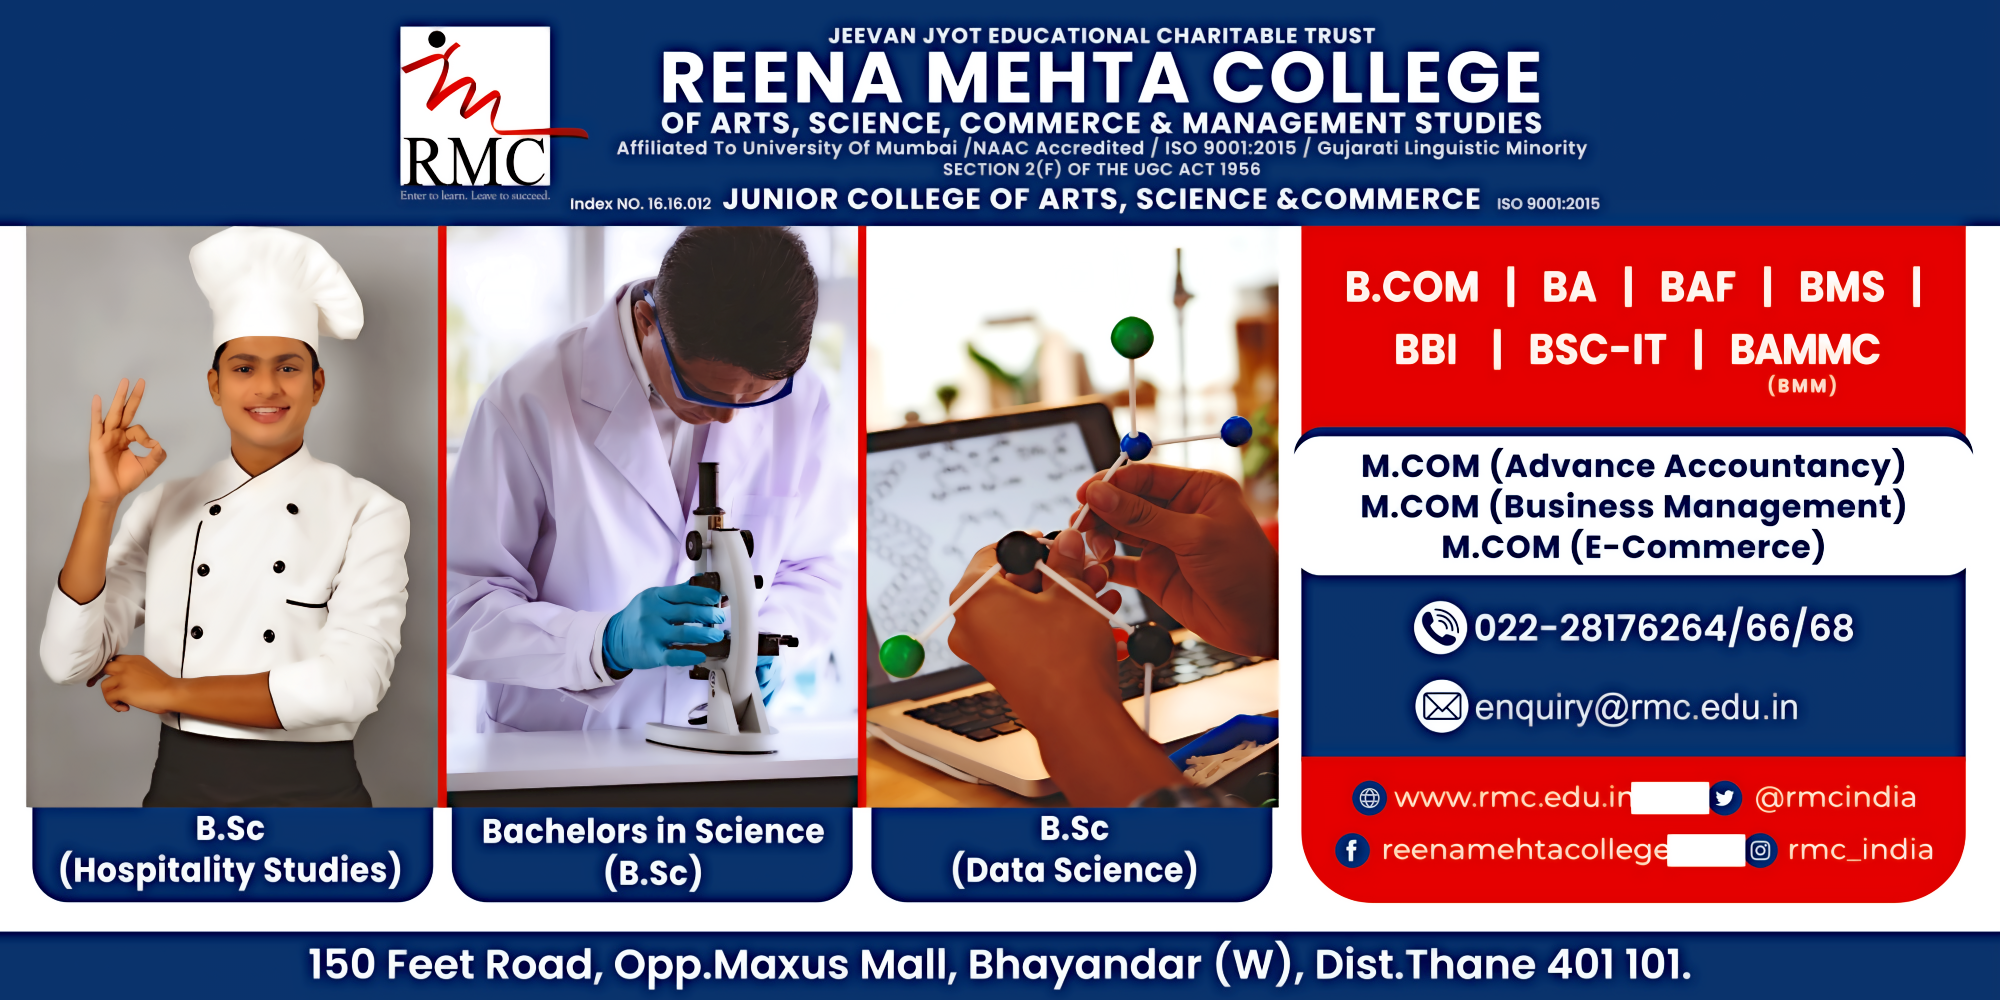 JEEVAN JYOT EDUCATIONAL CHARITABLE TRUST
REENA MEHTA COLLEGE
OF ARTS, SCIENCE, COMMERCE & MANAGEMENT STUDIES
Affiliated To University Of Mumbai /NAAC Accredited / ISO 9001:2015 / Gujarati Linguistic Minority
SECTION 2(F) OF THE UGC ACT 1956
Index NO. 16.16.012 JUNIOR COLLEGE OF ARTS, SCIENCE &COMMERCE ISO 9001:2015
RMC
Enter to learn. Leave to succeed.
B.Sc
(Hospitality Studies)
Bachelors in Science
(B.Sc)
B.Sc
(Data Science)
B.COM | BA | BAF | BMS |
BBI | BSC-IT | BAMMC
(BMM)
M.COM (Advance Accountancy)
M.COM (Business Management)
M.COM (E-Commerce)
022-28176264/66/68
enquiry@rmc.edu.in
www.rmc.edu.in @rmcindia
reenamehtacollege rmc_india
150 Feet Road, Opp.Maxus Mall, Bhayandar (W), Dist.Thane 401 101.